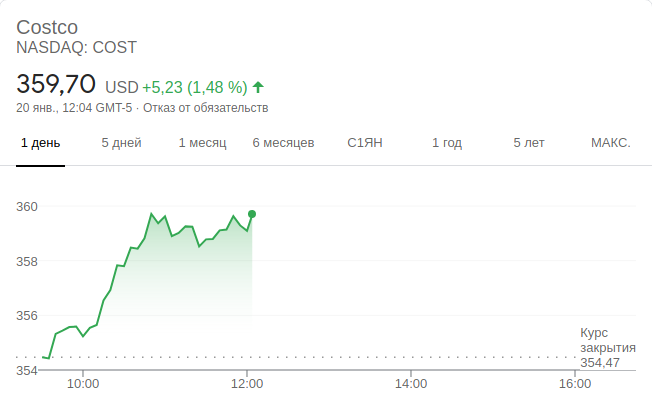 Costco
NASDAQ: COST
359,70 USD +5,23 (1,48 %)
20 янв., 12:04 GMT-5 · Отказ от обязательств
1 день 5 дней 1 месяц 6 месяцев С1ЯН 1 год 5 лет МАКС.
360
358
356
Курс
закрытия
354,47
354
10:00 12:00 14:00 16:00